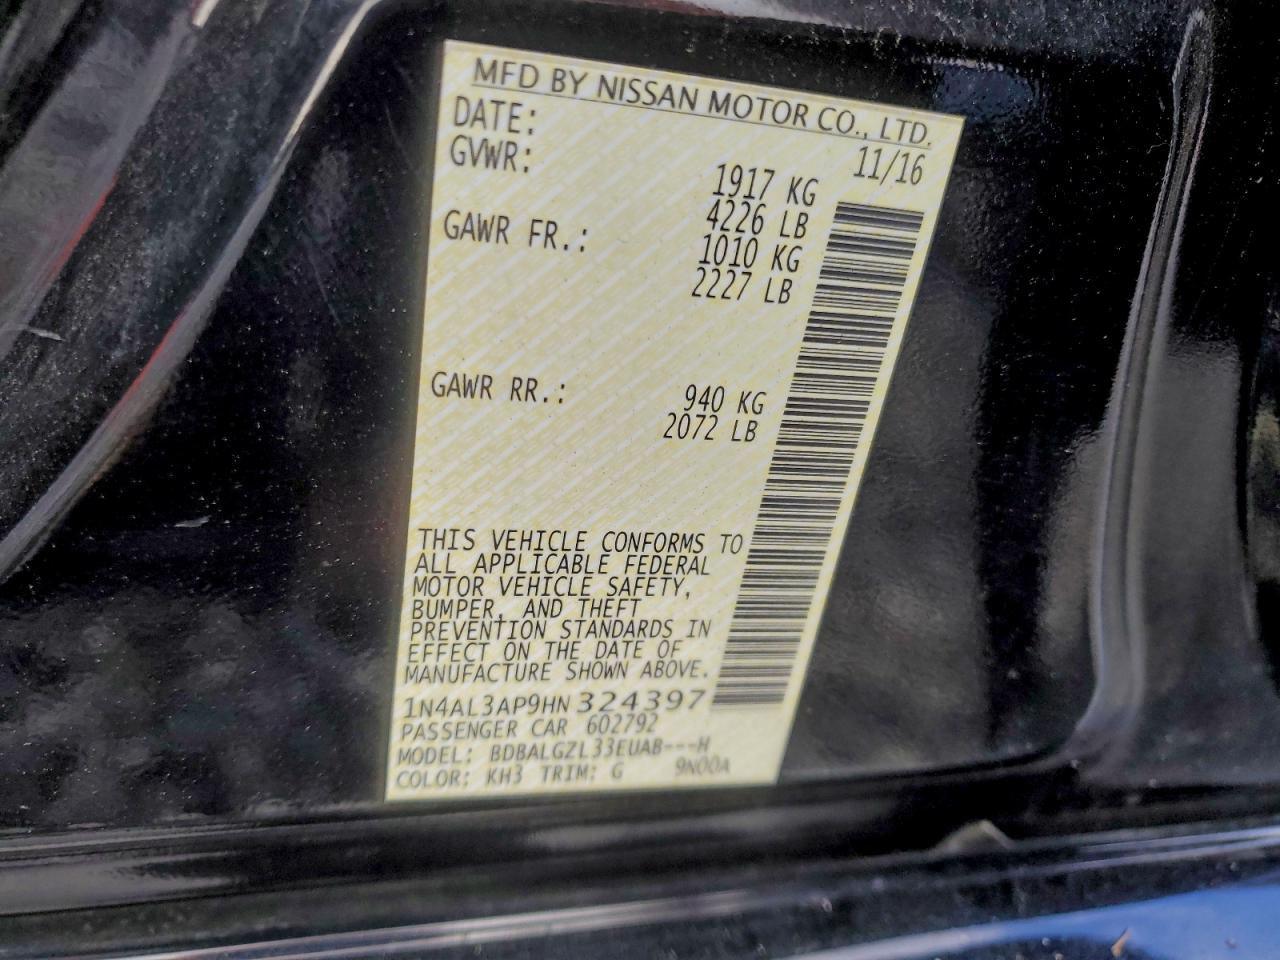 MFD BY NISSAN MOTOR CO., LTD.
DATE: 11/16
GVWR: 1917 KG
4226 LB
GAWR FR.: 1010 KG
2227 LB
GAWR RR.: 940 KG
2072 LB
THIS VEHICLE CONFORMS TO
ALL APPLICABLE FEDERAL
MOTOR VEHICLE SAFETY,
BUMPER, AND THEFT
PREVENTION STANDARDS IN
EFFECT ON THE DATE OF
MANUFACTURE SHOWN ABOVE.
1N4AL3AP9HN324397
PASSENGER CAR 602792
MODEL: BDBALGZL33EUAB---H
COLOR: KH3 TRIM: G 9N00A